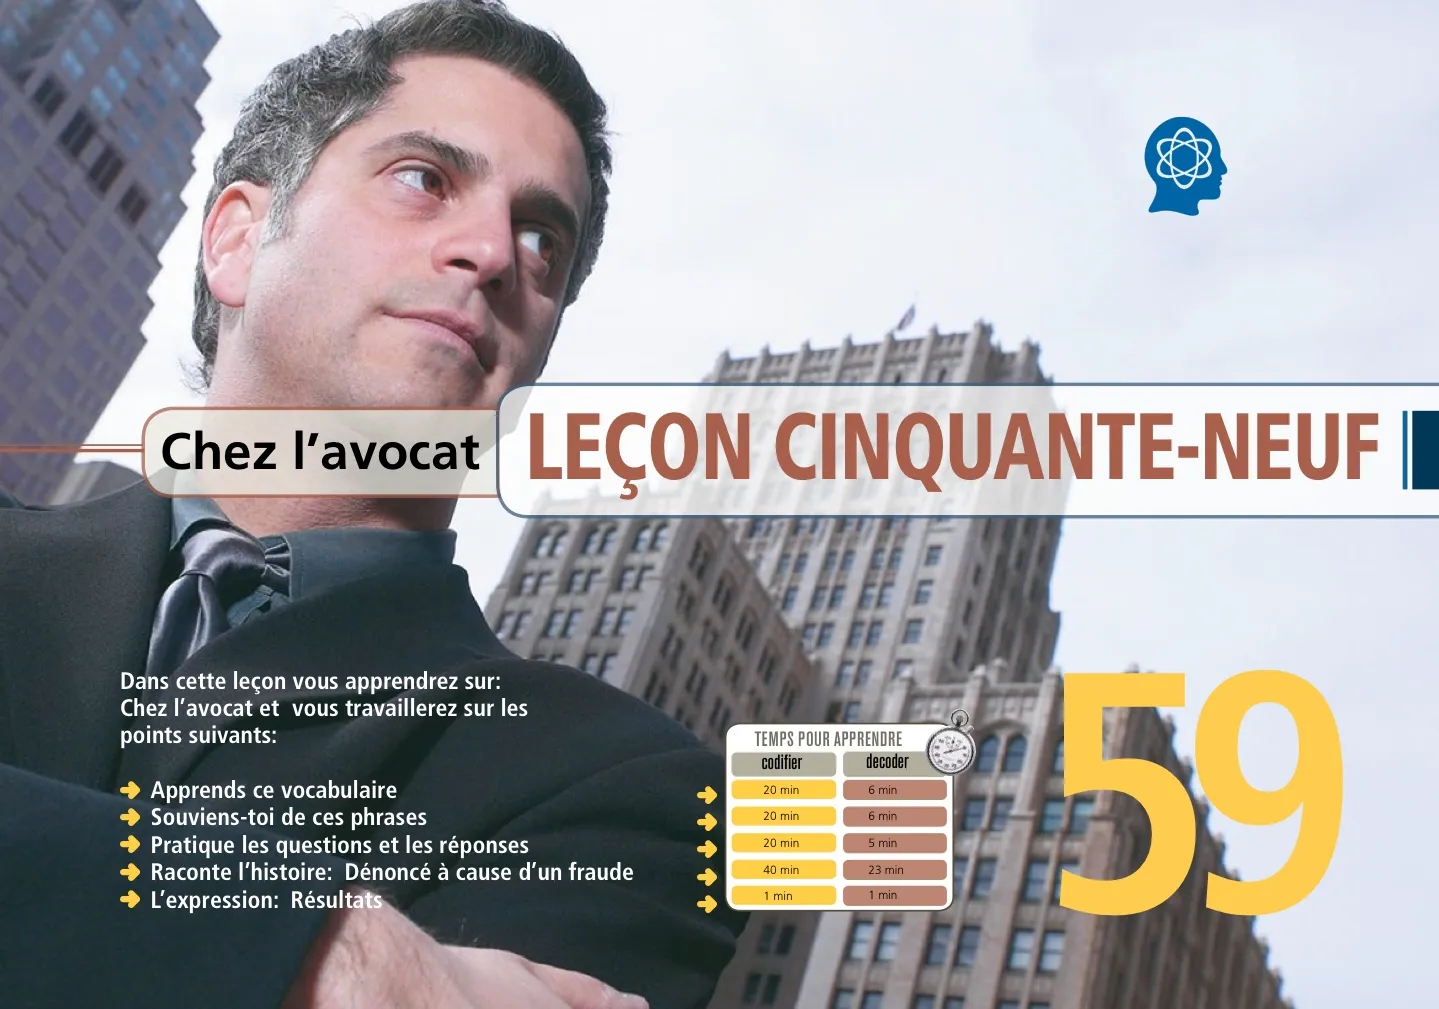 Chez l’avocat
LEÇON CINQUANTE-NEUF
Dans cette leçon vous apprendrez sur:
Chez l’avocat et vous travaillerez sur les
points suivants:
Apprends ce vocabulaire
Souviens-toi de ces phrases
Pratique les questions et les réponses
Raconte l’histoire: Dénoncé à cause d’un fraude
L’expression: Résultats
TEMPS POUR APPRENDRE
codifier decoder
20 min 6 min
20 min 6 min
20 min 5 min
40 min 23 min
1 min 1 min
59